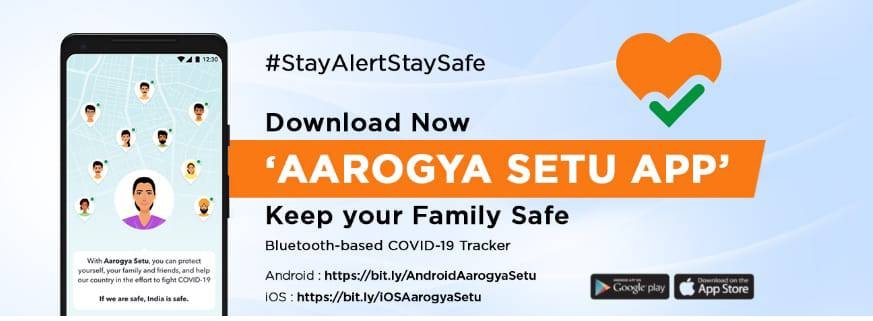 12:30
With Aarogya Setu, you can protect
yourself, your family and friends, and help
our country in the effort to fight COVID-19
If we are safe, India is safe.
#StayAlertStaySafe
Download Now
‘AAROGYA SETU APP’
Keep your Family Safe
Bluetooth-based COVID-19 Tracker
Android : https://bit.ly/AndroidAarogyaSetu
iOS : https://bit.ly/iOSAarogyaSetu
ANDROID APP ON
Google play
Download on the
App Store